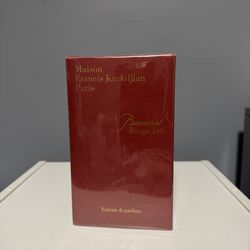 Maison
Francis Kurkdjian
Paris
Baccarat
Rouge 540
Extrait de parfum